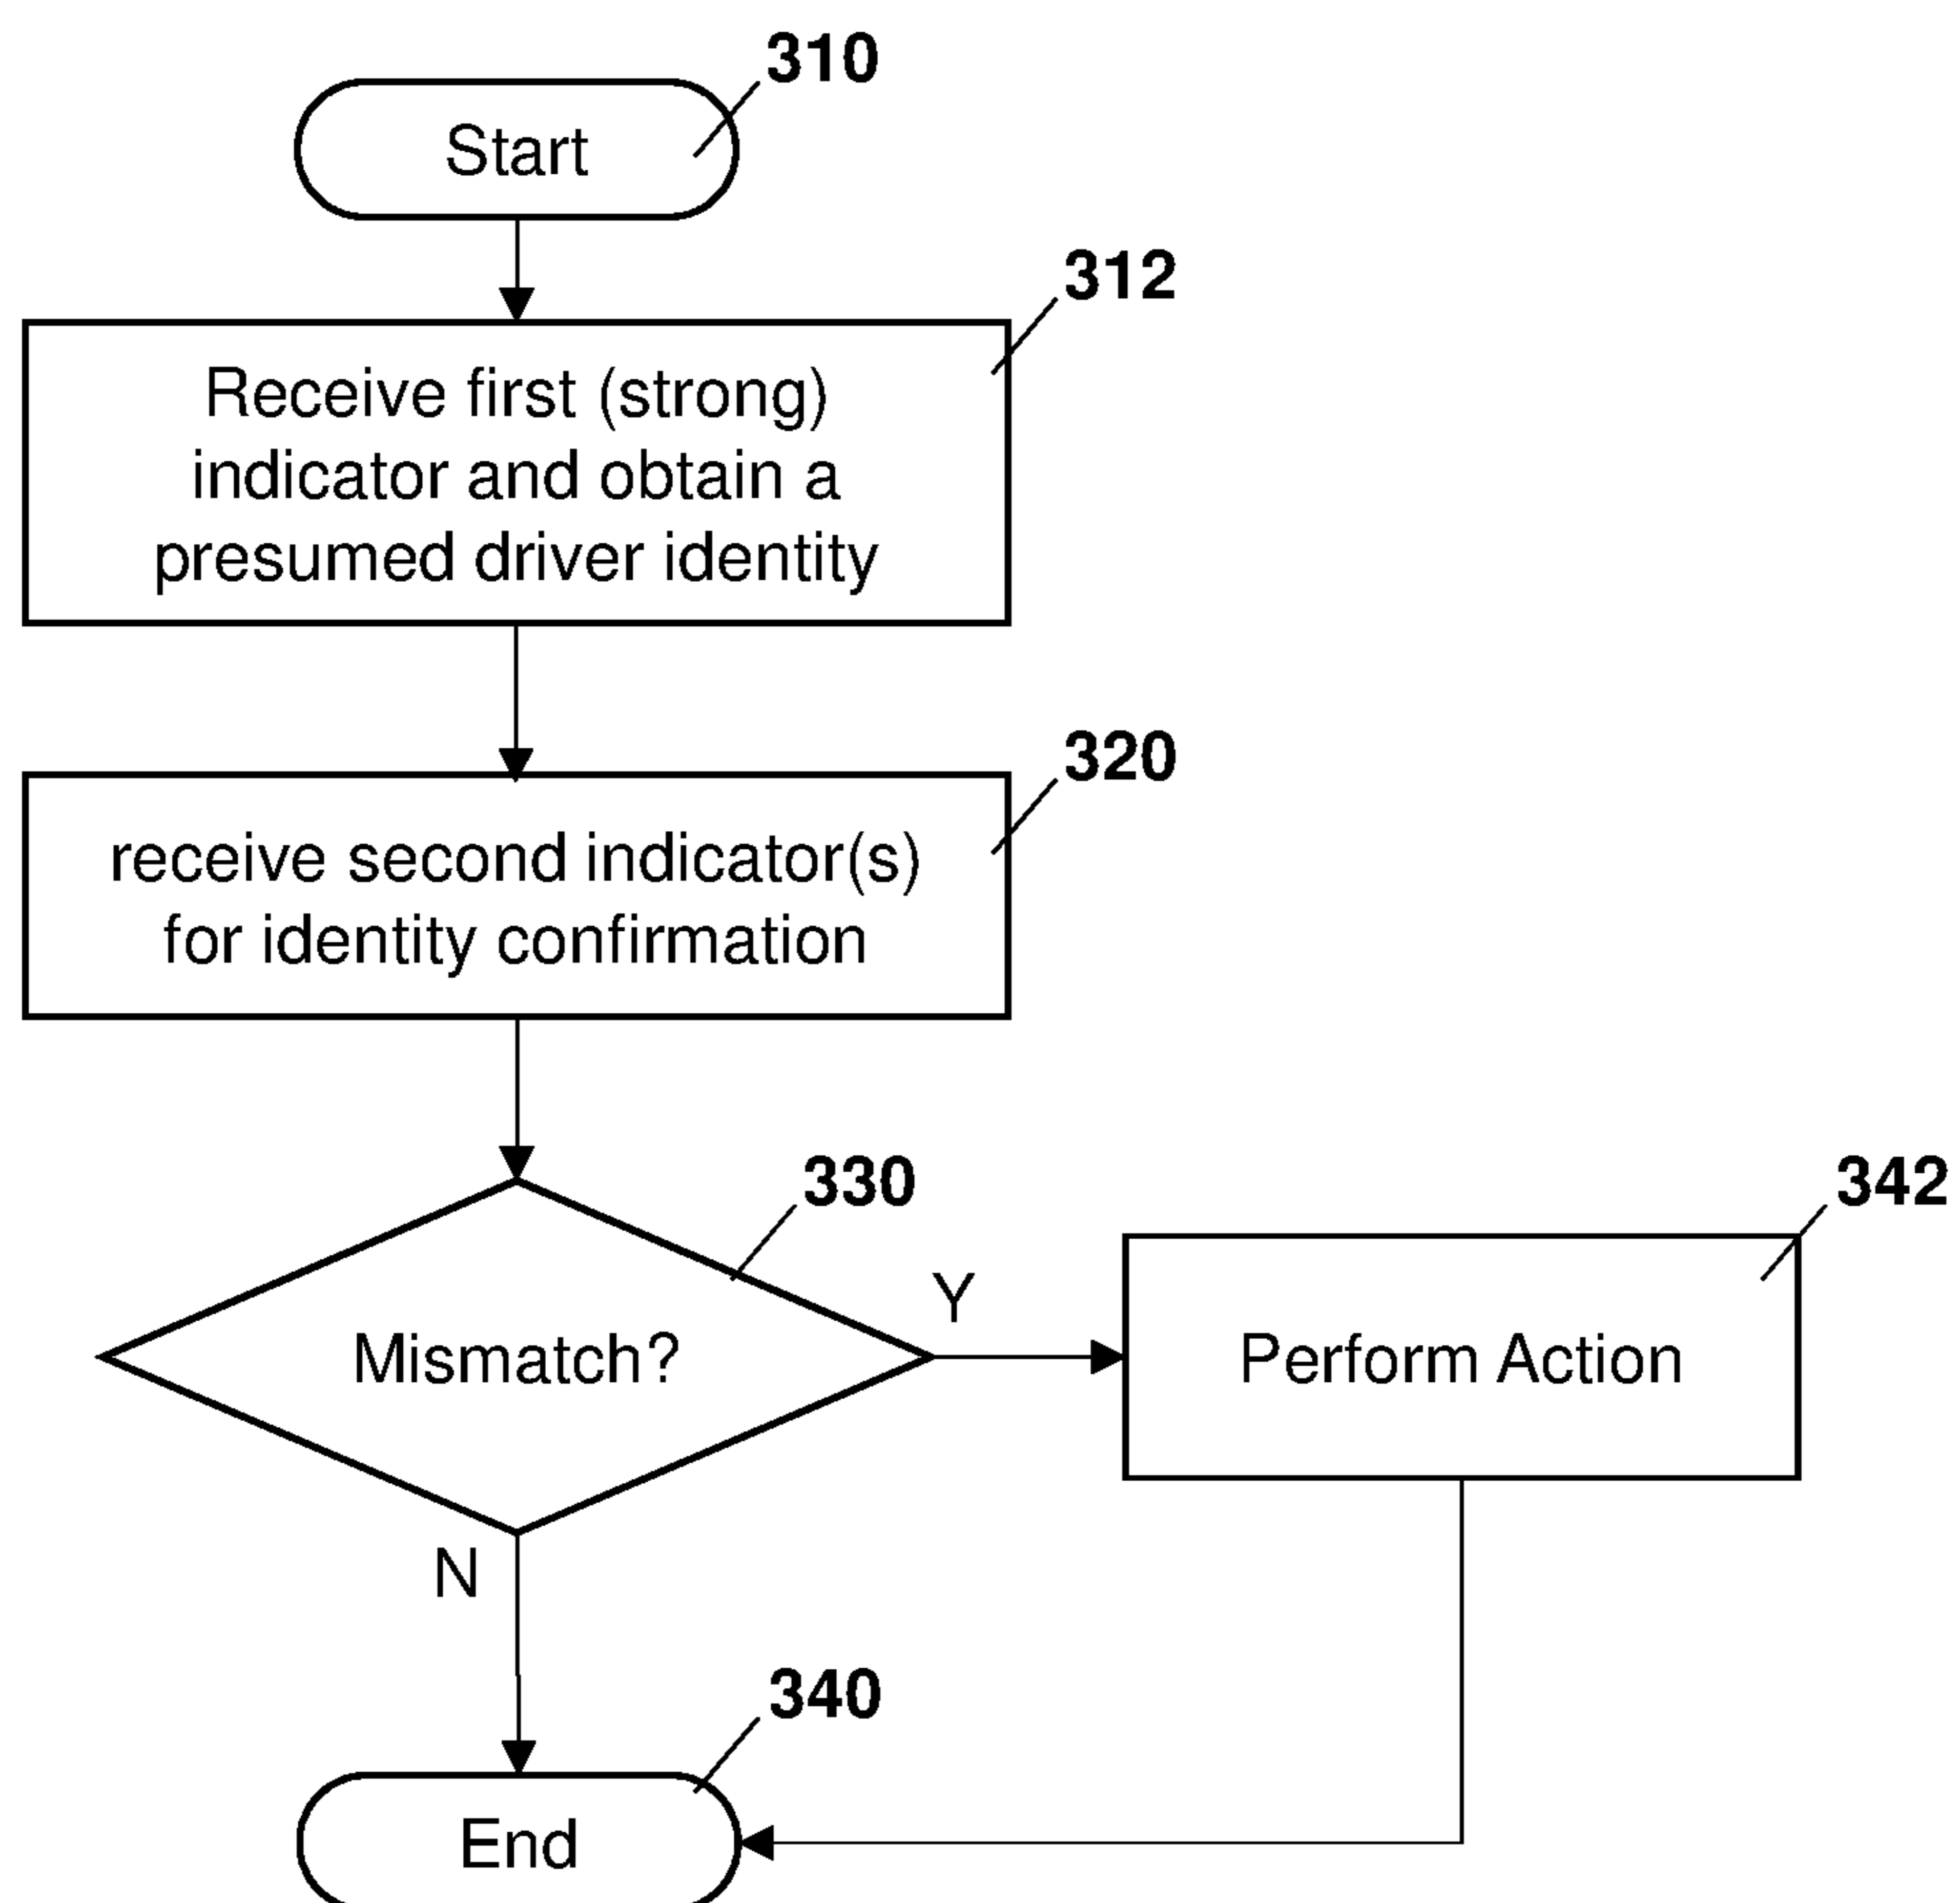 310
Start
312
Receive first (strong)
indicator and obtain a
presumed driver identity
320
receive second indicator(s)
for identity confirmation
330
342
Y
Mismatch?
Perform Action
N
340
End